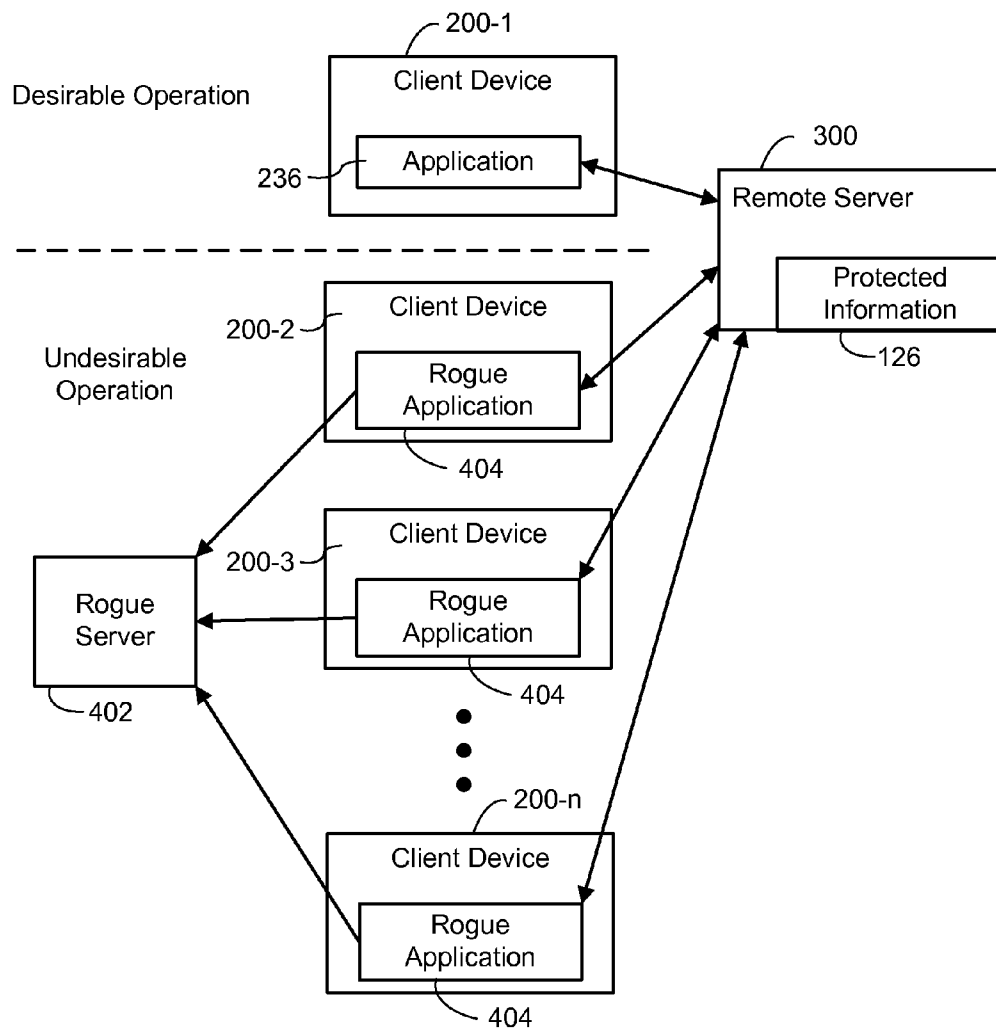 200-1
Desirable Operation
Client Device
236
Application
300
Remote Server
Protected
Information
126
Undesirable
Operation
200-2
Client Device
Rogue
Application
404
200-3
Client Device
Rogue
Application
404
Rogue
Server
402
200-n
Client Device
Rogue
Application
404